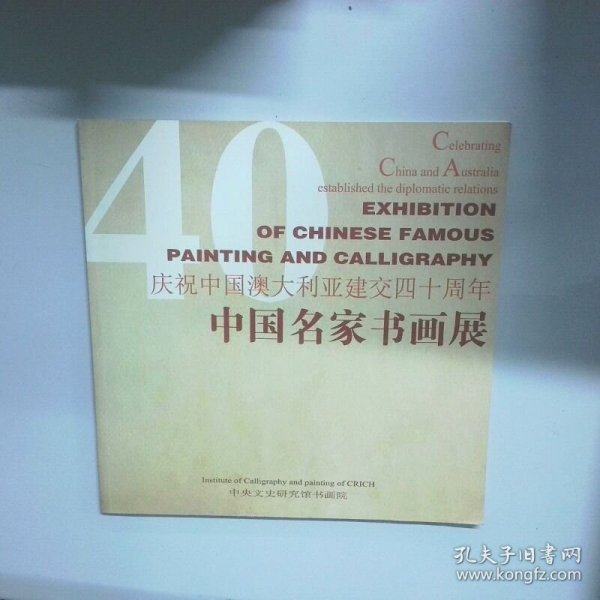 40
Celebrating
China and Australia
established the diplomatic relations
EXHIBITION
OF CHINESE FAMOUS
PAINTING AND CALLIGRAPHY
庆祝中国澳大利亚建交四十周年
中国名家书画展
Institute of Calligraphy and painting of CRICH
中央文史研究馆书画院
孔夫子旧书网
www.kongfz.com